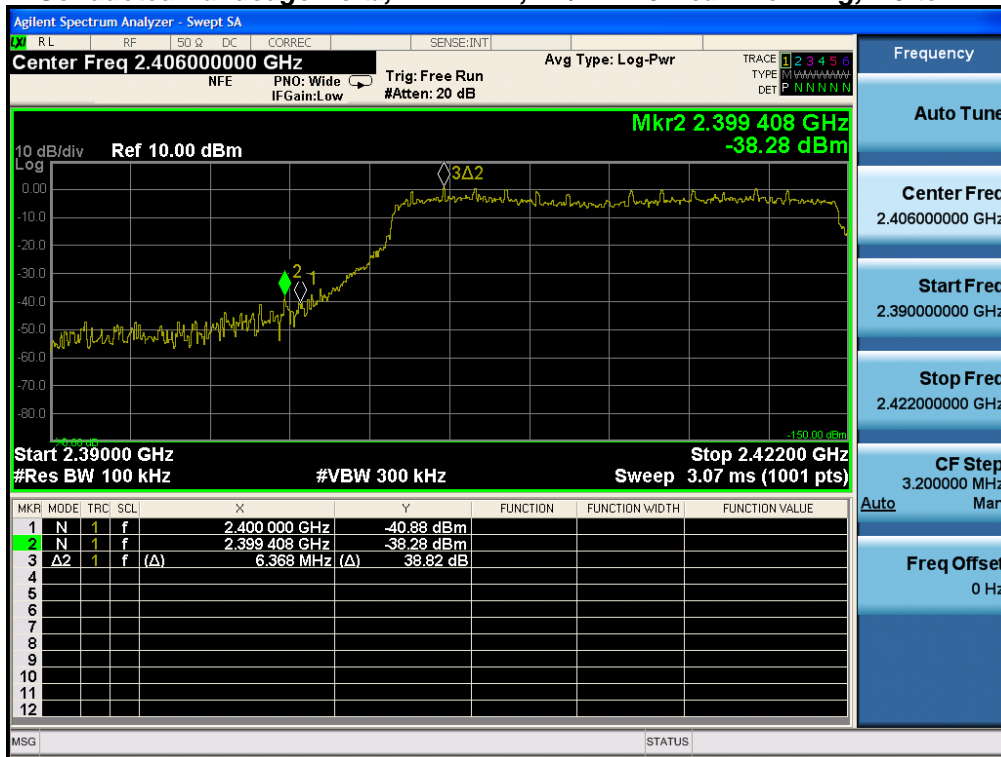 Agilent Spectrum Analyzer - Swept SA
LXI RL RF 50 Ω DC CORREC SENSE:INT
Center Freq 2.406000000 GHz
NFE
PNO: Wide
IFGain:Low
Trig: Free Run
#Atten: 20 dB
Avg Type: Log-Pwr
TRACE 1 2 3 4 5 6
TYPE M
DET P N N N N N
Mkr2 2.399 408 GHz
-38.28 dBm
10 dB/div Ref 10.00 dBm
Log
3Δ2
0.00
-10.0
-20.0
2 1
-30.0
-40.0
-50.0
-60.0
-70.0
-80.0
-150.00 dBm
Start 2.39000 GHz Stop 2.42200 GHz
#Res BW 100 kHz #VBW 300 kHz Sweep 3.07 ms (1001 pts)
MKR MODE TRC SCL X Y FUNCTION FUNCTION WIDTH FUNCTION VALUE
1 N 1 f 2.400 000 GHz -40.88 dBm
2 N 1 f 2.399 408 GHz -38.28 dBm
3 Δ2 1 f (Δ) 6.368 MHz (Δ) 38.82 dB
4
5
6
7
8
9
10
11
12
MSG STATUS
Frequency
Auto Tune
Center Freq
2.406000000 GHz
Start Freq
2.390000000 GHz
Stop Freq
2.422000000 GHz
CF Step
3.200000 MHz
Auto Man
Freq Offset
0 Hz